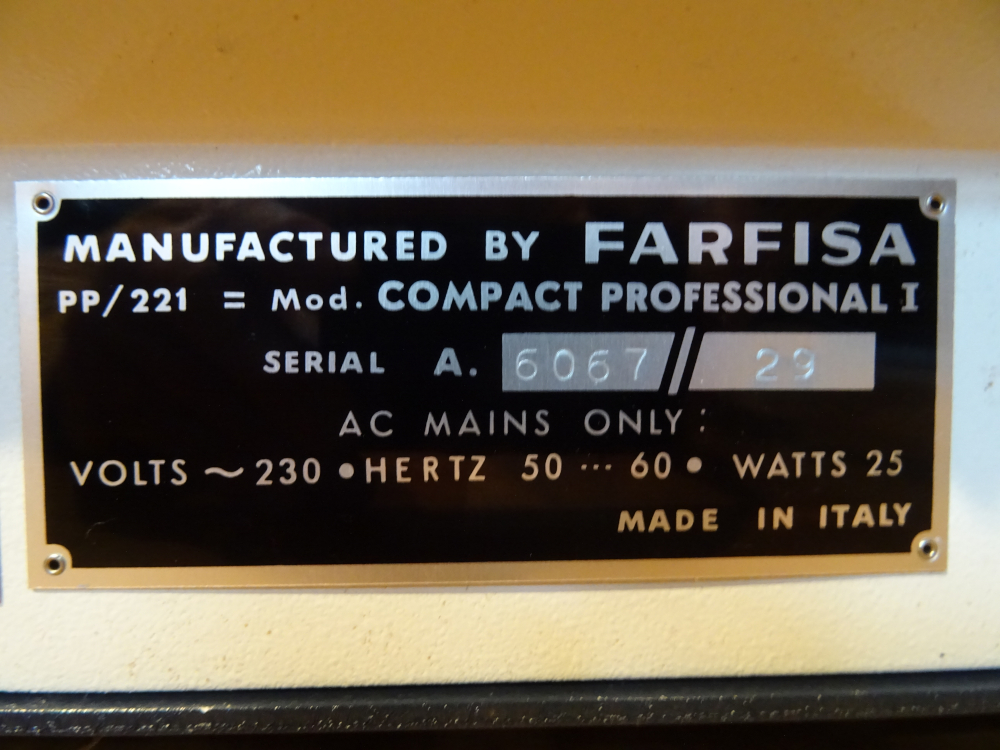 MANUFACTURED BY FARFISA
PP/221 = Mod. COMPACT PROFESSIONAL I
SERIAL A. 6067 // 29
AC MAINS ONLY:
VOLTS ~ 230 • HERTZ 50 ··· 60 • WATTS 25
MADE IN ITALY